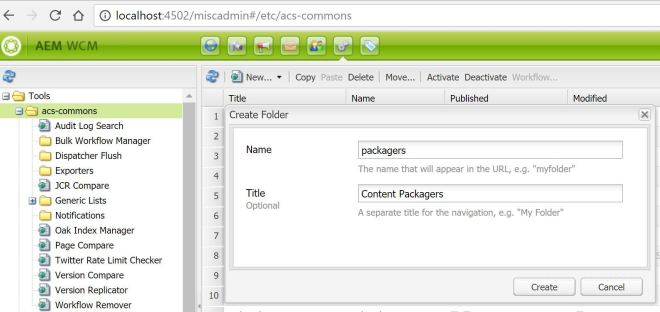 localhost:4502/miscadmin#/etc/acs-commons
AEM WCM
New... Copy Paste Delete Move... Activate Deactivate Workflow...
Tools
Title Name Published Modified
acs-commons
1 Create Folder
Audit Log Search
2
Bulk Workflow Manager
Name packagers
Dispatcher Flush
3
The name that will appear in the URL, e.g. "myfolder"
Exporters
4
JCR Compare
Title Content Packagers
5
Generic Lists
Optional
6
A separate title for the navigation, e.g. "My Folder"
Notifications
7
Oak Index Manager
Page Compare
8
Twitter Rate Limit Checker
9
Version Compare
Create Cancel
Version Replicator
10
Workflow Remover